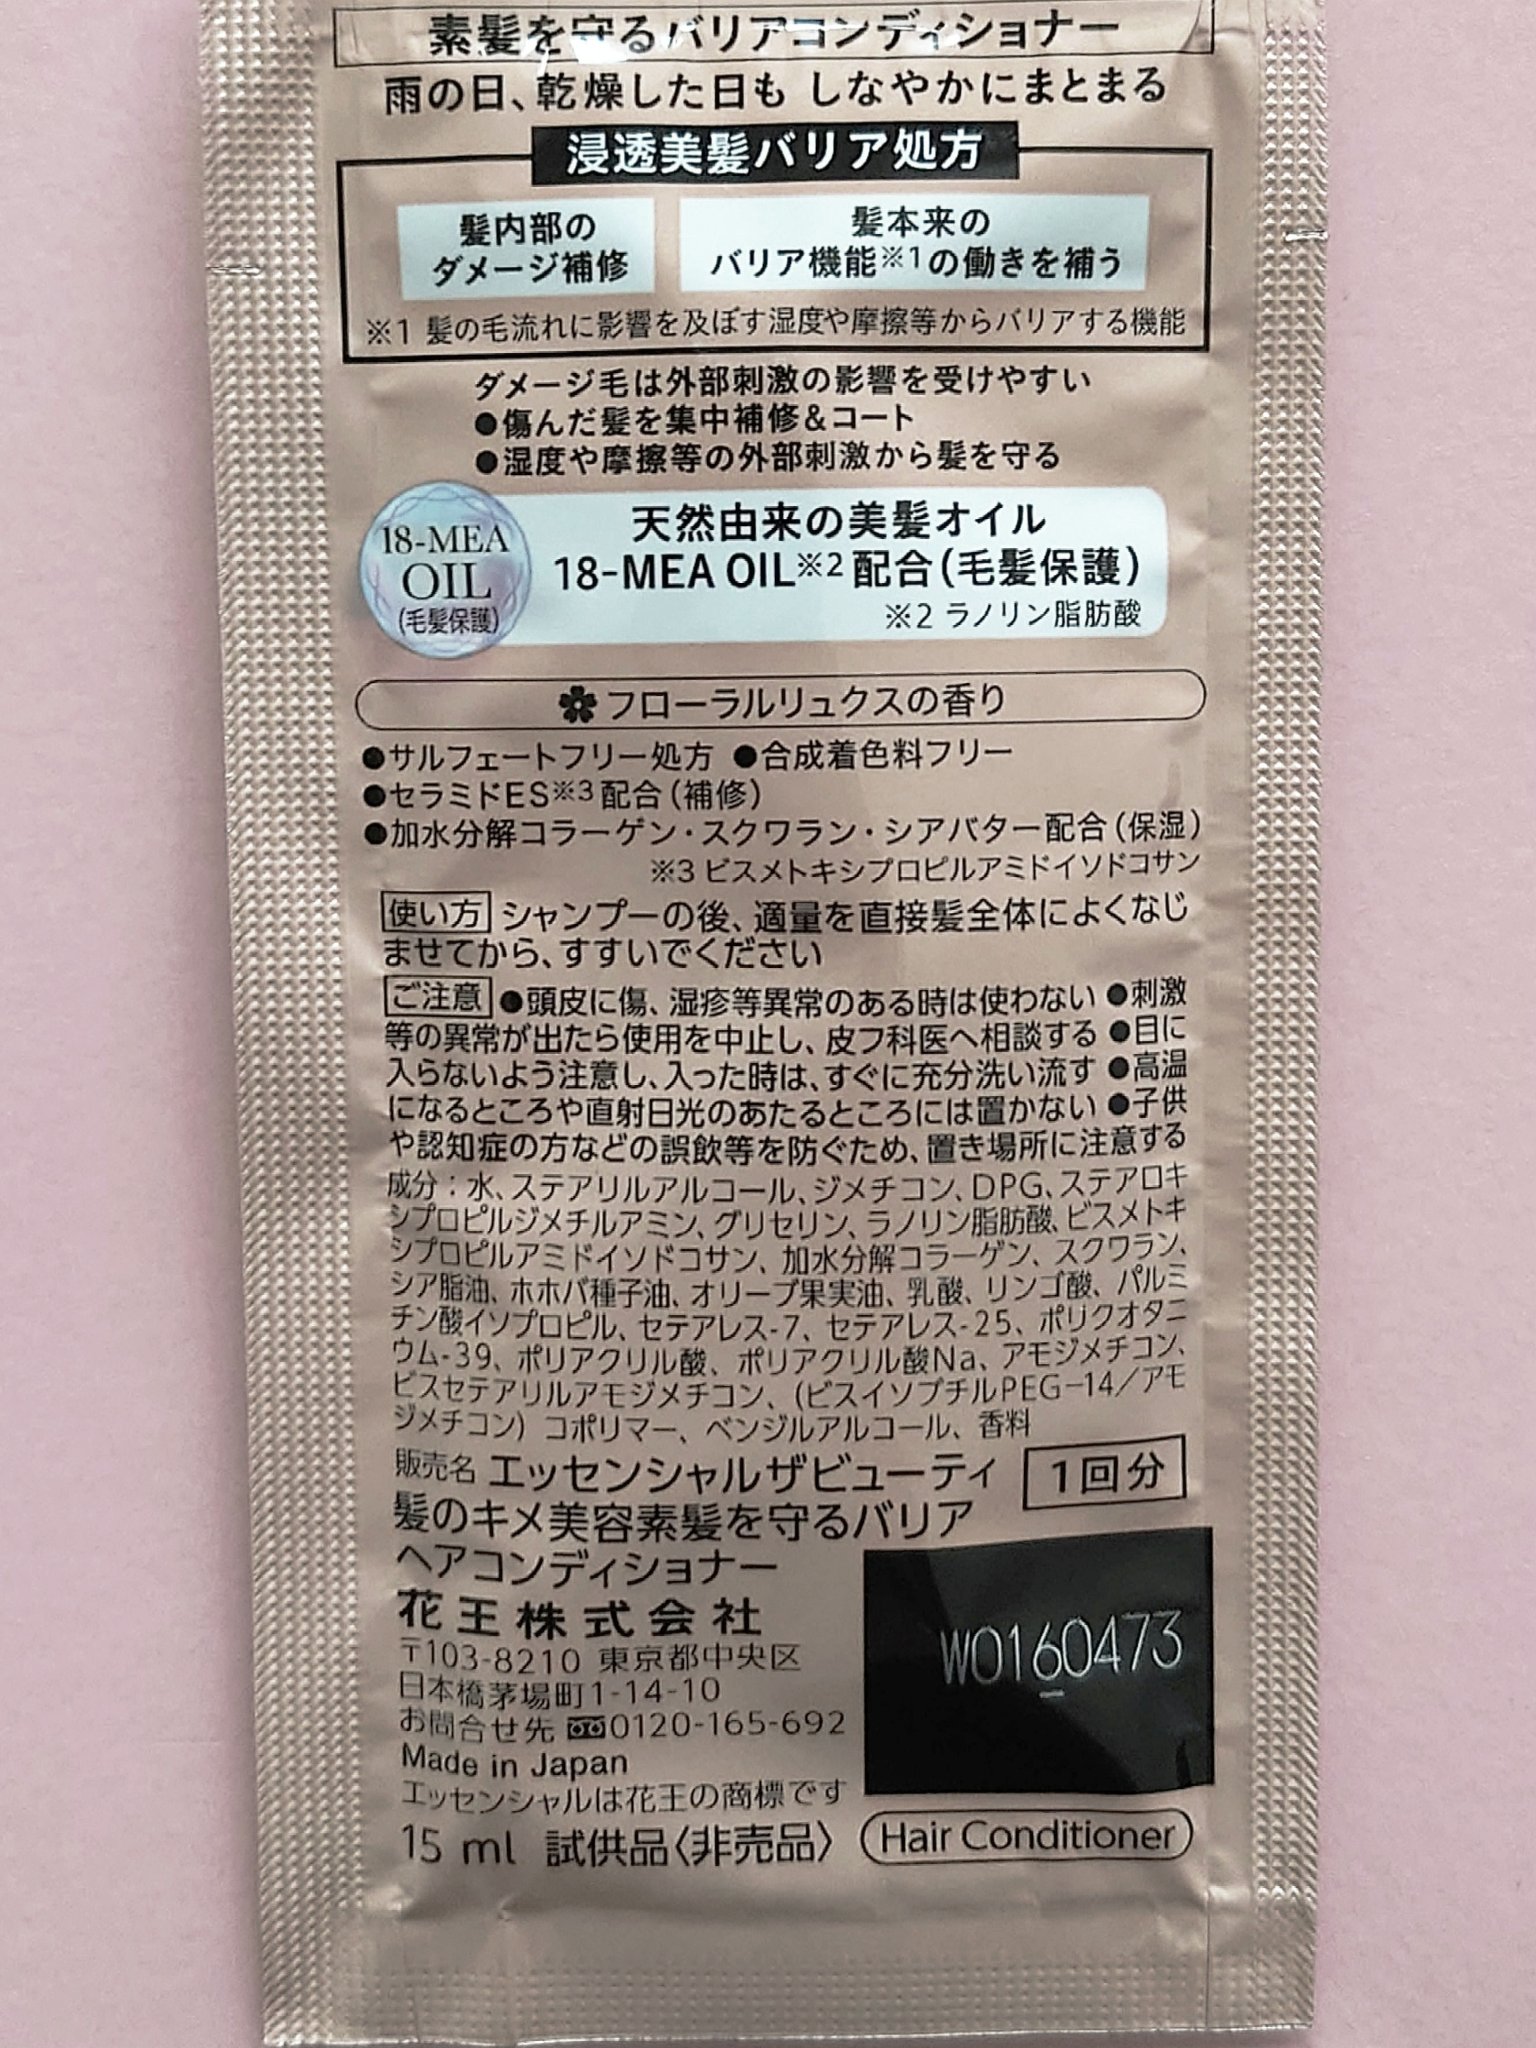 素髪を守るバリアコンディショナー
雨の日、乾燥した日も しなやかにまとまる
浸透美髪バリア処方
髪内部の
ダメージ補修
髪本来の
バリア機能※1の働きを補う
※1 髪の毛流れに影響を及ぼす湿度や摩擦等からバリアする機能
ダメージ毛は外部刺激の影響を受けやすい
●傷んだ髪を集中補修&コート
●湿度や摩擦等の外部刺激から髪を守る
18-MEA
OIL
(毛髪保護)
天然由来の美髪オイル
18-MEA OIL※2 配合(毛髪保護)
※2 ラノリン脂肪酸
フローラルリュクスの香り
●サルフェートフリー処方 ●合成着色料フリー
●セラミドES※3 配合(補修)
●加水分解コラーゲン・スクワラン・シアバター配合(保湿)
※3 ビスメトキシプロピルアミドイソドコサン
使い方 シャンプーの後、適量を直接髪全体によくなじ
ませてから、すすいでください
ご注意 ●頭皮に傷、湿疹等異常のある時は使わない ●刺激
等の異常が出たら使用を中止し、皮フ科医へ相談する ●目に
入らないよう注意し、入った時は、すぐに充分洗い流す ●高温
になるところや直射日光のあたるところには置かない ●子供
や認知症の方などの誤飲等を防ぐため、置き場所に注意する
成分:水、ステアリルアルコール、ジメチコン、DPG、ステアロキ
シプロピルジメチルアミン、グリセリン、ラノリン脂肪酸、ビスメトキ
シプロピルアミドイソドコサン、加水分解コラーゲン、スクワラン、
シア脂油、ホホバ種子油、オリーブ果実油、乳酸、リンゴ酸、パルミ
チン酸イソプロピル、セテアレス-7、セテアレス-25、ポリクオタニ
ウム-39、ポリアクリル酸、ポリアクリル酸Na、アモジメチコン、
ビスセテアリルアモジメチコン、(ビスイソブチルPEG-14/アモ
ジメチコン)コポリマー、ベンジルアルコール、香料
販売名 エッセンシャルザビューティ
髪のキメ美容素髪を守るバリア
ヘアコンディショナー
1回分
花王株式会社
〒103-8210 東京都中央区
日本橋茅場町1-14-10
お問合せ先 0120-165-692
Made in Japan
エッセンシャルは花王の商標です
W0160473
15 ml 試供品〈非売品〉 Hair Conditioner